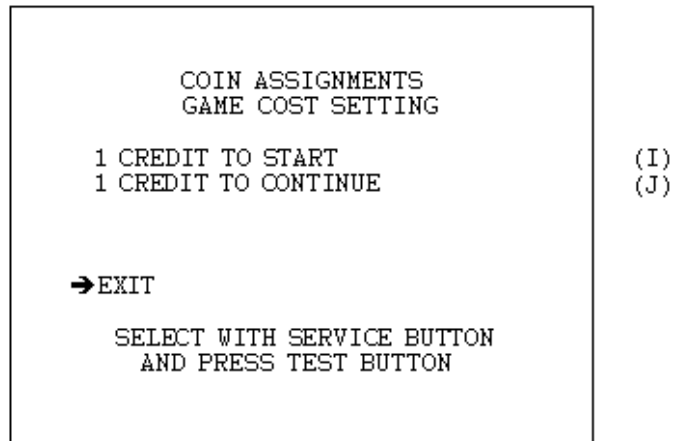 COIN ASSIGNMENTS
GAME COST SETTING
1 CREDIT TO START (I)
1 CREDIT TO CONTINUE (J)
➔EXIT
SELECT WITH SERVICE BUTTON
AND PRESS TEST BUTTON